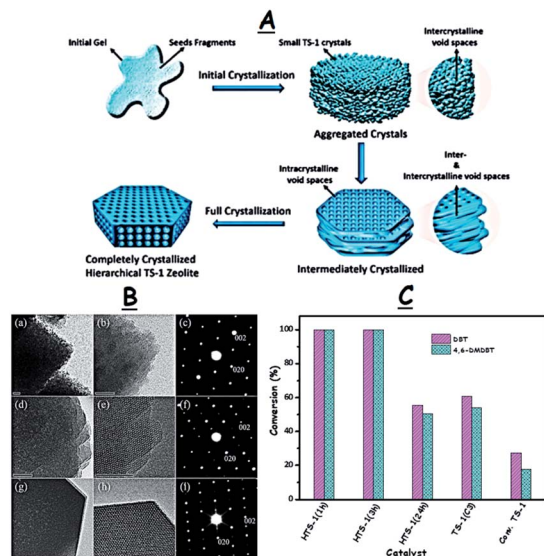 A
Initial Gel
Seeds Fragments
Initial Crystallization
Small TS-1 crystals
Intercrystalline
void spaces
Aggregated Crystals
Intracrystalline
void spaces
Inter-
&
Intercrystalline void spaces
Full Crystallization
Completely Crystallized
Hierarchical TS-1 Zeolite
Intermediately Crystallized
B
(a)
(b)
(c)
002
020
(d)
(e)
(f)
002
020
(g)
(h)
(i)
002
020
C
Conversion (%)
100
80
60
40
20
0
DBT
4,6-DMDBT
HTS-1(1h)
HTS-1(3h)
HTS-1(24h)
TS-1(C3)
Con. TS-1
Catalyst